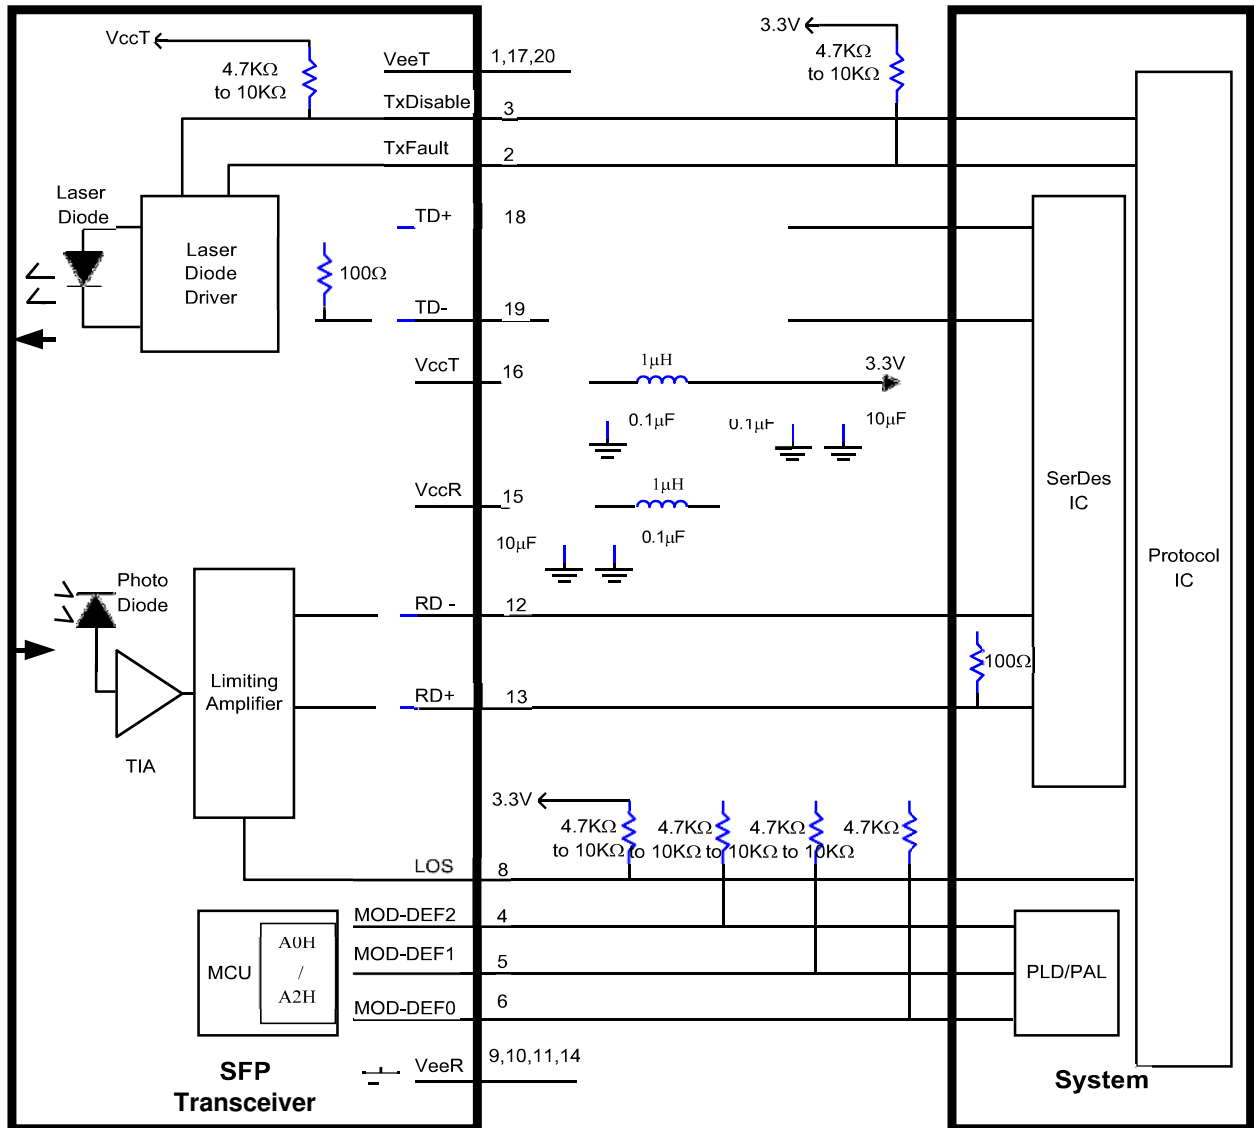 VccT
4.7KΩ
to 10KΩ
VeeT
1,17,20
3.3V
4.7KΩ
to 10KΩ
TxDisable
3
TxFault
2
Laser
Diode
Laser
Diode
Driver
100Ω
TD+
18
TD-
19
VccT
16
1μH
3.3V
0.1μF
0.1μF
10μF
VccR
15
1μH
10μF
0.1μF
SerDes
IC
Protocol
IC
Photo
Diode
RD -
12
100Ω
Limiting
Amplifier
RD+
13
TIA
3.3V
4.7KΩ
to 10KΩ
4.7KΩ
to 10KΩ
4.7KΩ
to 10KΩ
4.7KΩ
to 10KΩ
LOS
8
MOD-DEF2
4
MCU
A0H
/
A2H
MOD-DEF1
5
PLD/PAL
MOD-DEF0
6
VeeR
9,10,11,14
SFP
Transceiver
System